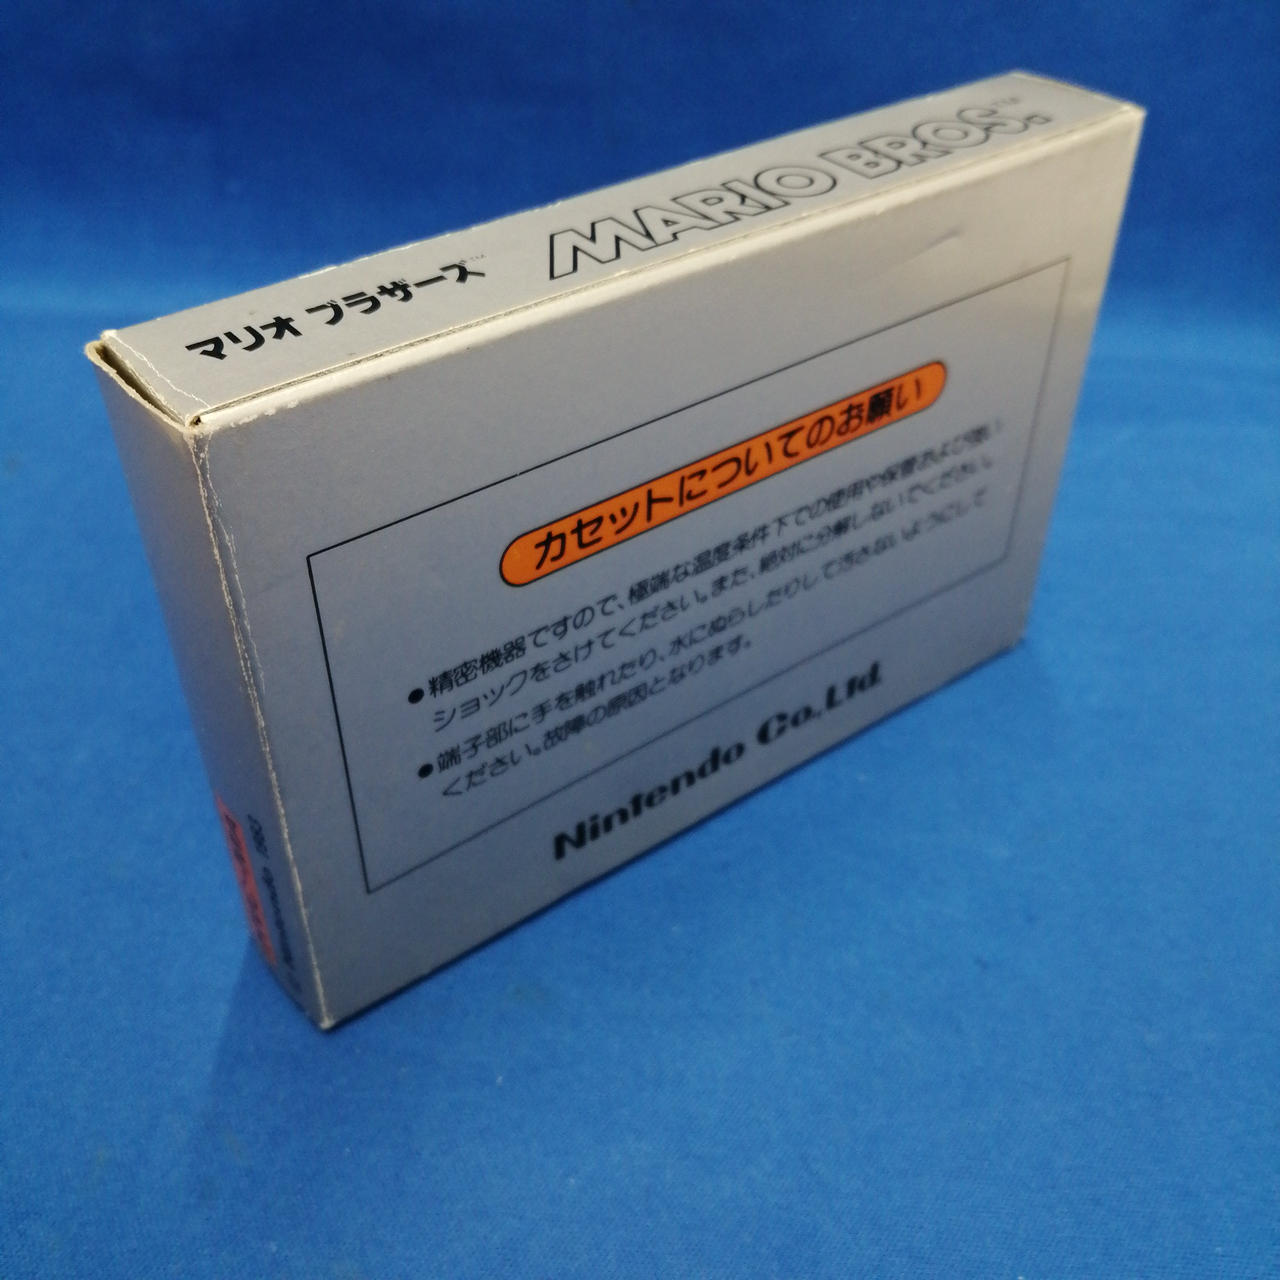 マリオ ブラザーズ™
MARIO BROS.™
カセットについてのお願い
●精密機器ですので、極端な温度条件下での使用や保管および強い
ショックをさけてください。また、絶対に分解しないでください。
●端子部に手を触れたり、水にぬらしたりして汚さないようにして
ください。故障の原因となります。
Nintendo Co.,Ltd.